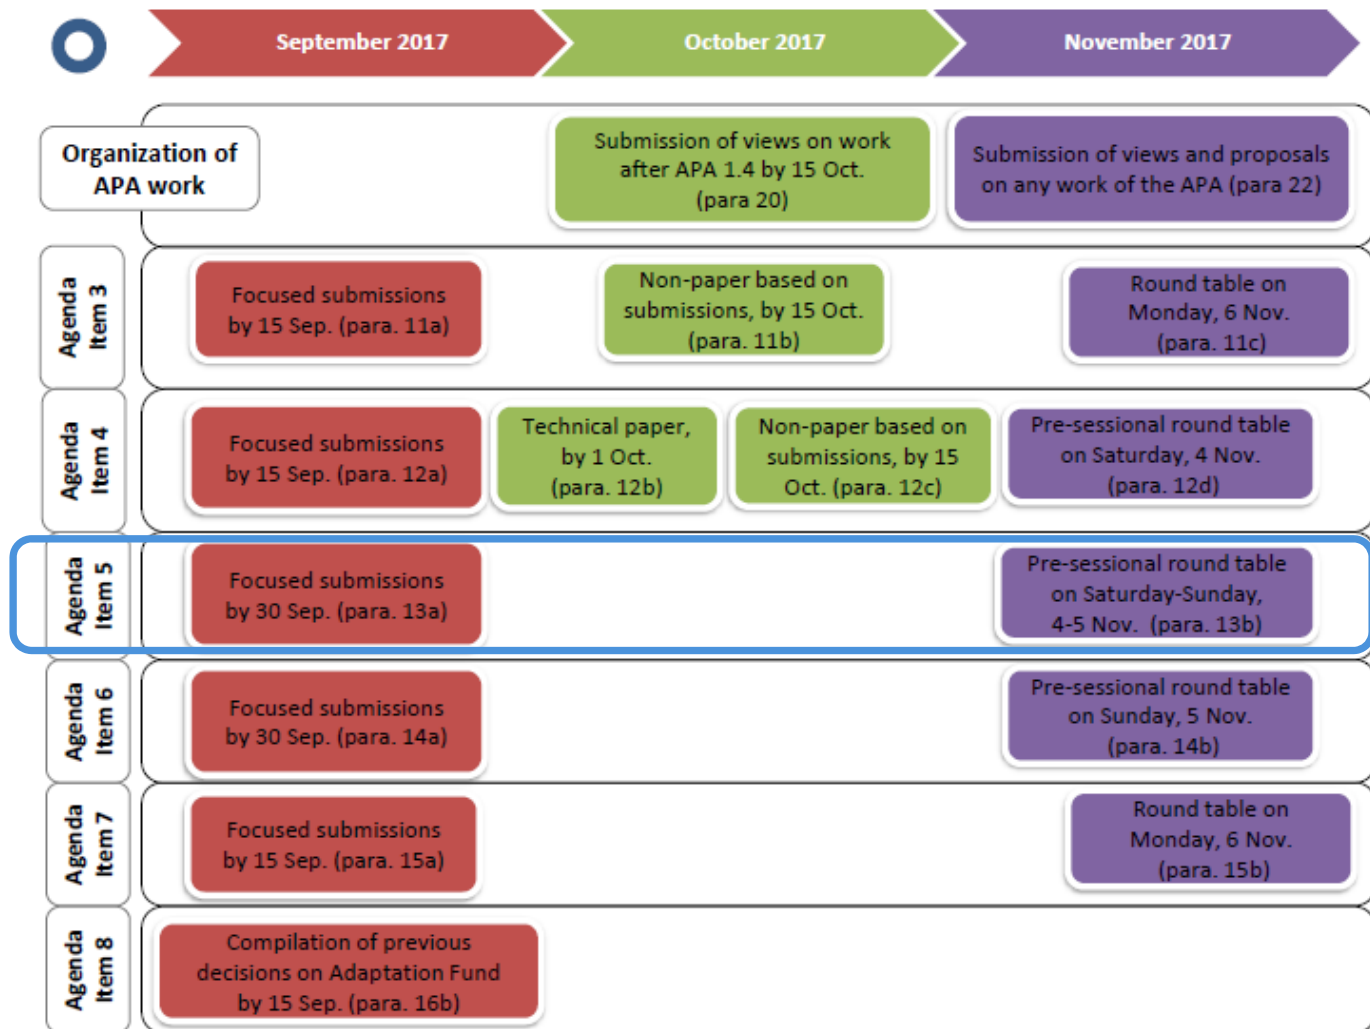 September 2017
October 2017
November 2017
Organization of
APA work
Submission of views on work
after APA 1.4 by 15 Oct.
(para 20)
Submission of views and proposals
on any work of the APA (para 22)
Agenda
Item 3
Focused submissions
by 15 Sep. (para. 11a)
Non-paper based on
submissions, by 15 Oct.
(para. 11b)
Round table on
Monday, 6 Nov.
(para. 11c)
Agenda
Item 4
Focused submissions
by 15 Sep. (para. 12a)
Technical paper,
by 1 Oct.
(para. 12b)
Non-paper based on
submissions, by 15
Oct. (para. 12c)
Pre-sessional round table
on Saturday, 4 Nov.
(para. 12d)
Agenda
Item 5
Focused submissions
by 30 Sep. (para. 13a)
Pre-sessional round table
on Saturday-Sunday,
4-5 Nov. (para. 13b)
Agenda
Item 6
Focused submissions
by 30 Sep. (para. 14a)
Pre-sessional round table
on Sunday, 5 Nov.
(para. 14b)
Agenda
Item 7
Focused submissions
by 15 Sep. (para. 15a)
Round table on
Monday, 6 Nov.
(para. 15b)
Agenda
Item 8
Compilation of previous
decisions on Adaptation Fund
by 15 Sep. (para. 16b)